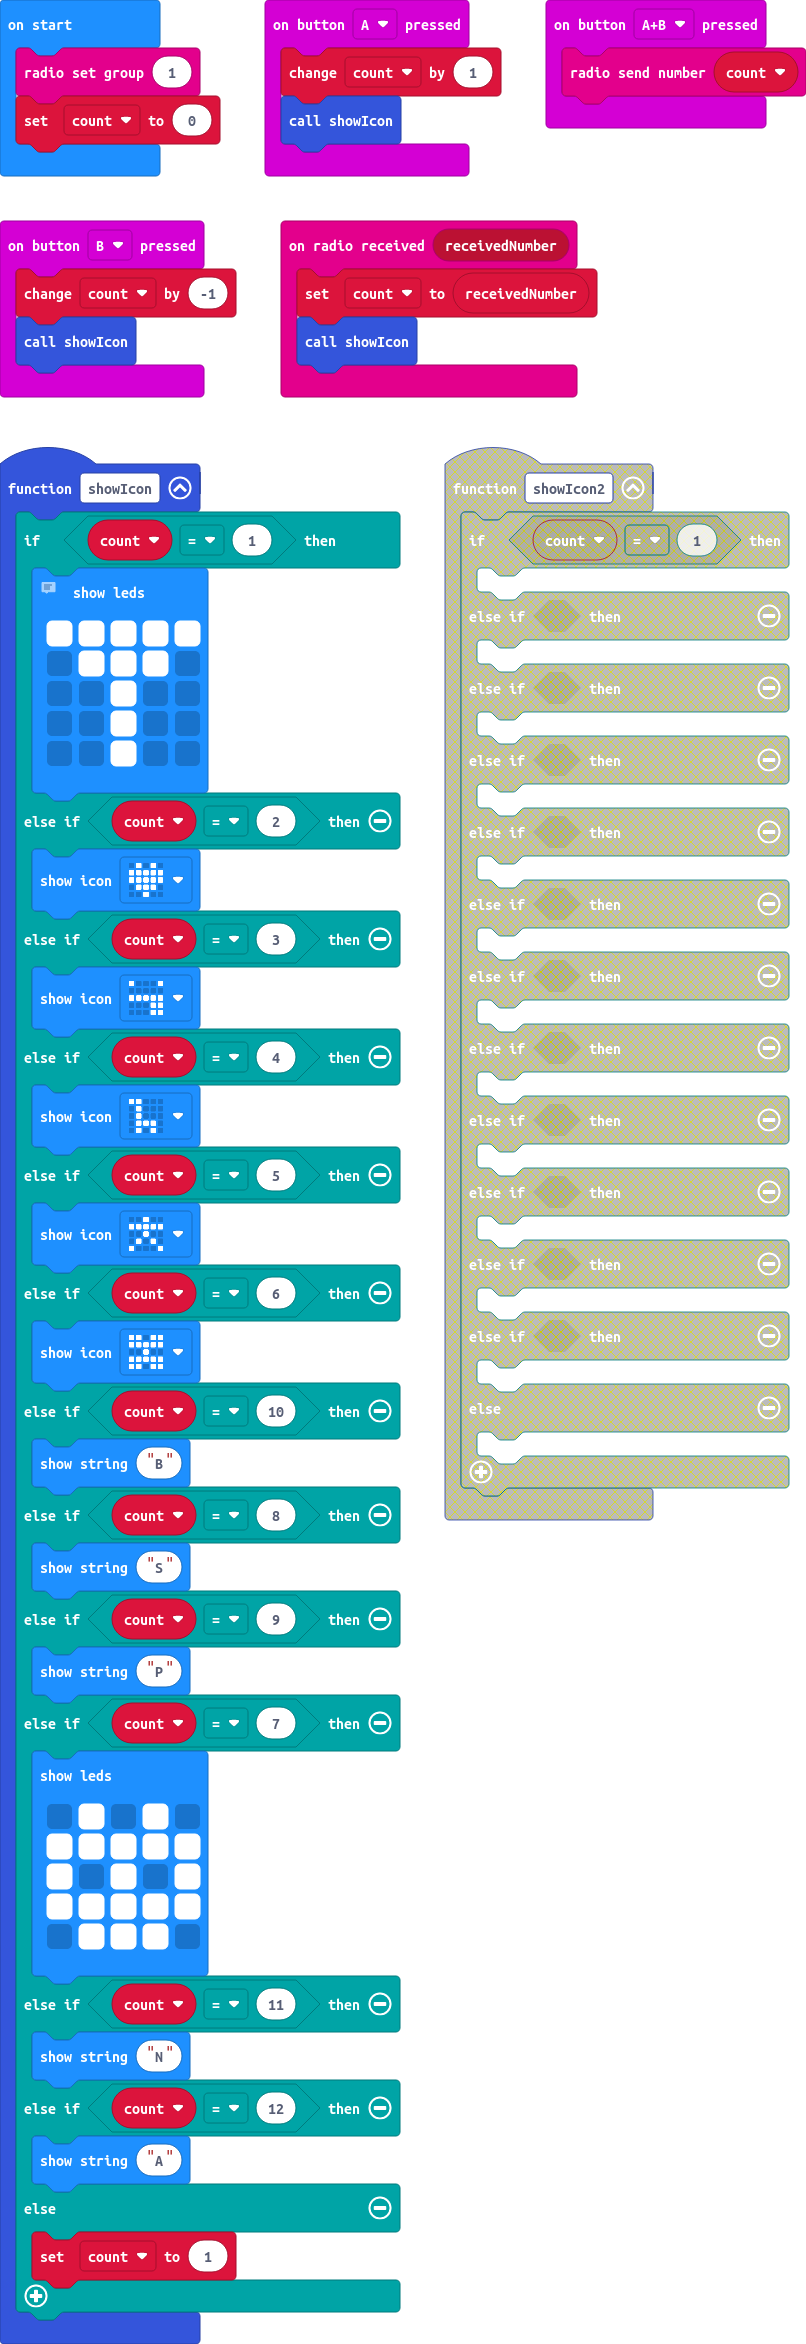 on start
radio set group 1
set count to 0
on button A pressed
change count by 1
call showIcon
on button A+B pressed
radio send number count
on button B pressed
change count by -1
call showIcon
on radio received receivedNumber
set count to receivedNumber
call showIcon
function showIcon
if count = 1 then
show leds
else if count = 2 then
show icon
else if count = 3 then
show icon
else if count = 4 then
show icon
else if count = 5 then
show icon
else if count = 6 then
show icon
else if count = 10 then
show string "B"
else if count = 8 then
show string "S"
else if count = 9 then
show string "P"
else if count = 7 then
show leds
else if count = 11 then
show string "N"
else if count = 12 then
show string "A"
else
set count to 1
function showIcon2
if count = 1 then
else if then
else if then
else if then
else if then
else if then
else if then
else if then
else if then
else if then
else if then
else if then
else